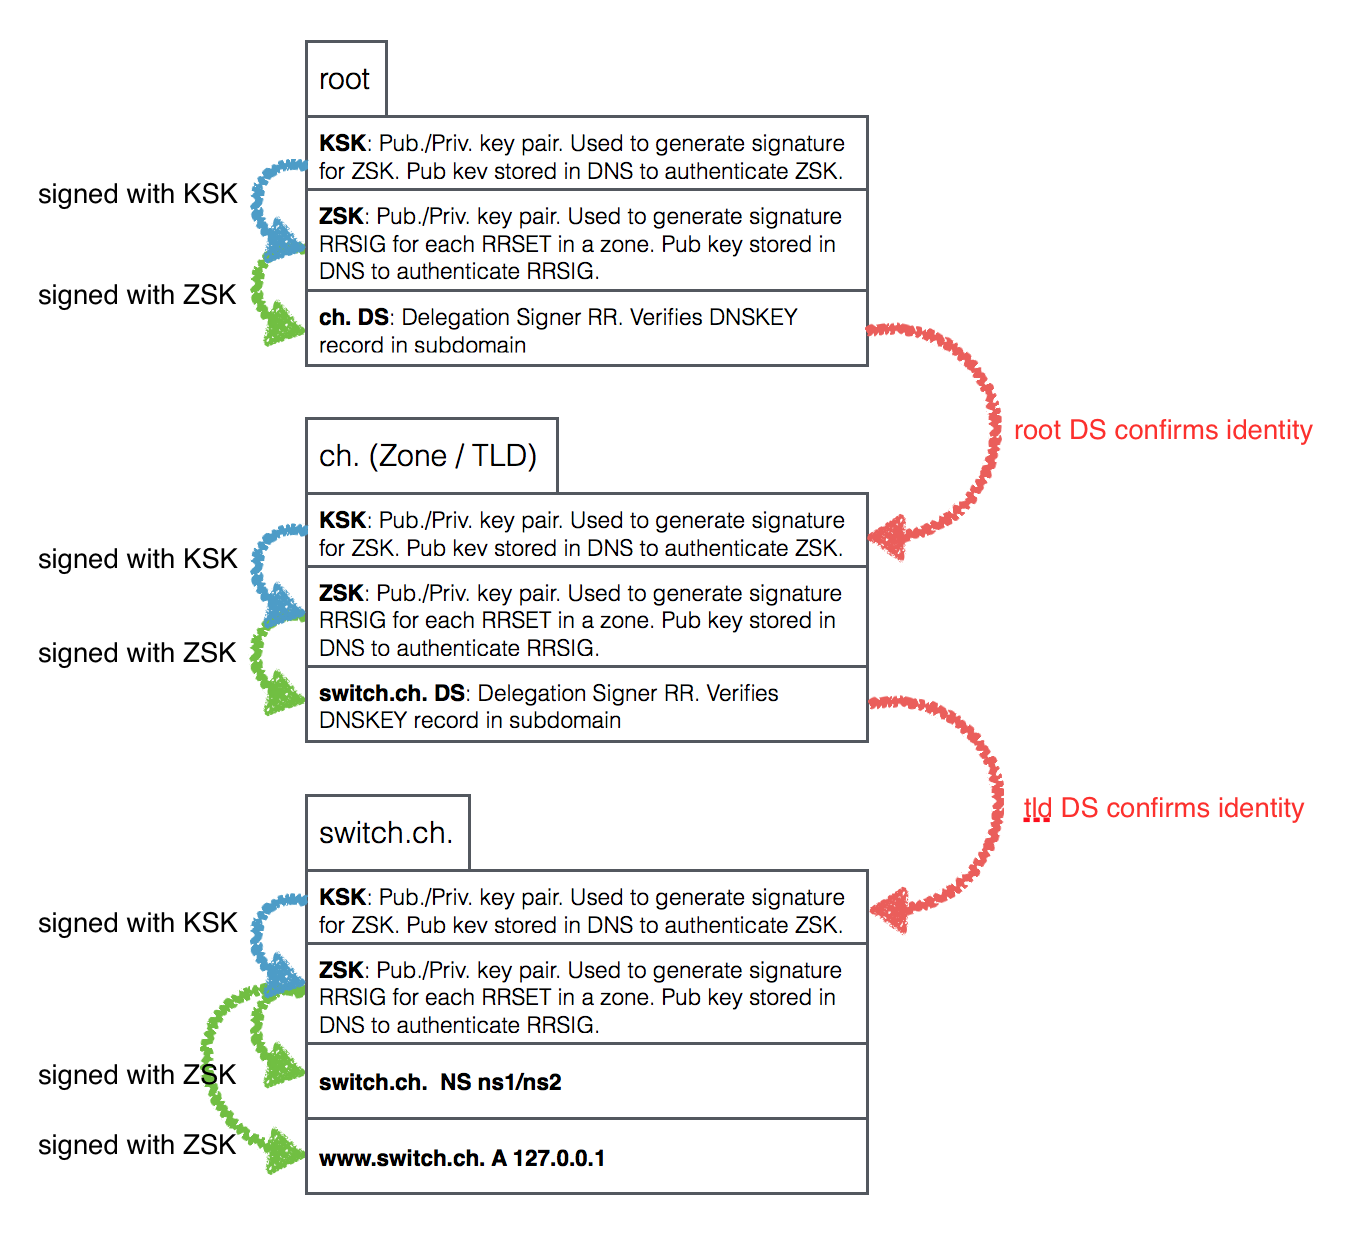 root
KSK: Pub./Priv. key pair. Used to generate signature
for ZSK. Pub kev stored in DNS to authenticate ZSK.
signed with KSK
ZSK: Pub./Priv. key pair. Used to generate signature
RRSIG for each RRSET in a zone. Pub key stored in
DNS to authenticate RRSIG.
signed with ZSK
ch. DS: Delegation Signer RR. Verifies DNSKEY
record in subdomain
root DS confirms identity
ch. (Zone / TLD)
KSK: Pub./Priv. key pair. Used to generate signature
for ZSK. Pub kev stored in DNS to authenticate ZSK.
signed with KSK
ZSK: Pub./Priv. key pair. Used to generate signature
RRSIG for each RRSET in a zone. Pub key stored in
DNS to authenticate RRSIG.
signed with ZSK
switch.ch. DS: Delegation Signer RR. Verifies
DNSKEY record in subdomain
tld DS confirms identity
switch.ch.
KSK: Pub./Priv. key pair. Used to generate signature
for ZSK. Pub kev stored in DNS to authenticate ZSK.
signed with KSK
ZSK: Pub./Priv. key pair. Used to generate signature
RRSIG for each RRSET in a zone. Pub key stored in
DNS to authenticate RRSIG.
signed with ZSK
switch.ch. NS ns1/ns2
signed with ZSK
www.switch.ch. A 127.0.0.1